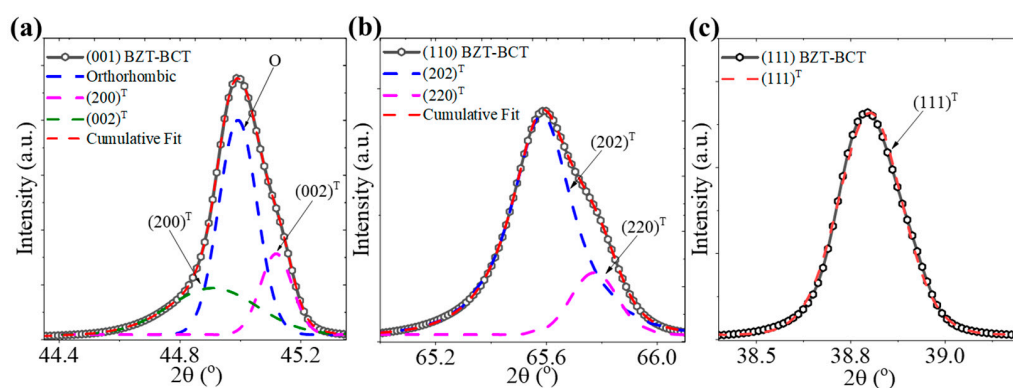 (a)
(001) BZT-BCT
Orthorhombic
(200)ᵀ
(002)ᵀ
Cumulative Fit
O
(200)ᵀ
(002)ᵀ
Intensity (a.u.)
44.4 44.8 45.2
2θ (º)
(b)
(110) BZT-BCT
(202)ᵀ
(220)ᵀ
Cumulative Fit
(202)ᵀ
(220)ᵀ
Intensity (a.u.)
65.2 65.6 66.0
2θ (º)
(c)
(111) BZT-BCT
(111)ᵀ
(111)ᵀ
Intensity (a.u.)
38.5 38.8 39.0
2θ (º)